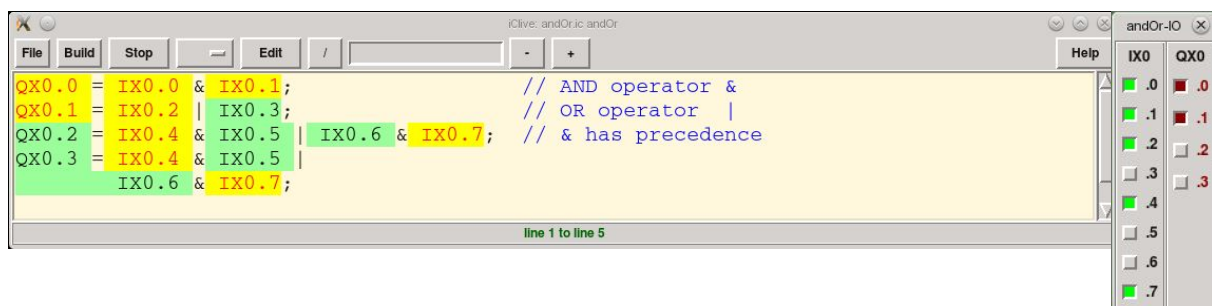 iClive: andOr.ic andOr
File Build Stop Edit / - + Help
QX0.0 = IX0.0 & IX0.1; // AND operator &
QX0.1 = IX0.2 | IX0.3; // OR operator |
QX0.2 = IX0.4 & IX0.5 | IX0.6 & IX0.7; // & has precedence
QX0.3 = IX0.4 & IX0.5 |
IX0.6 & IX0.7;
line 1 to line 5
andOr-IO
IX0 QX0
.0 .0
.1 .1
.2 .2
.3 .3
.4
.5
.6
.7